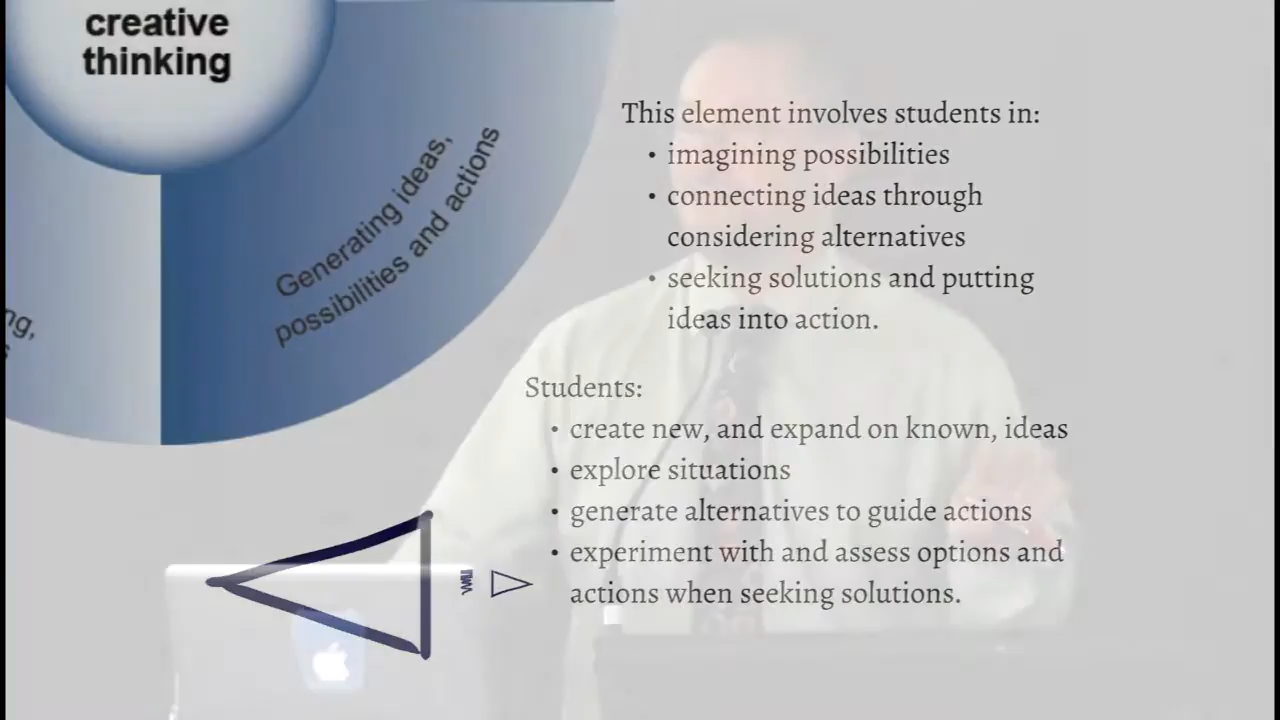 creative
thinking
Generating ideas,
possibilities and actions
This element involves students in:
• imagining possibilities
• connecting ideas through
considering alternatives
• seeking solutions and putting
ideas into action.
Students:
• create new, and expand on known, ideas
• explore situations
• generate alternatives to guide actions
• experiment with and assess options and
actions when seeking solutions.